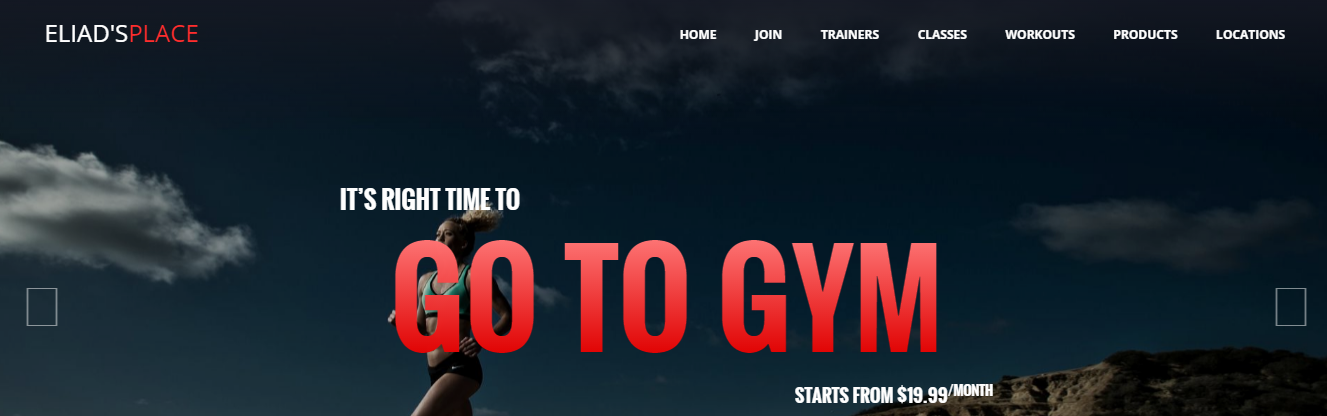 ELIAD'SPLACE
HOME JOIN TRAINERS CLASSES WORKOUTS PRODUCTS LOCATIONS
IT'S RIGHT TIME TO
GO TO GYM
STARTS FROM $19.99/MONTH